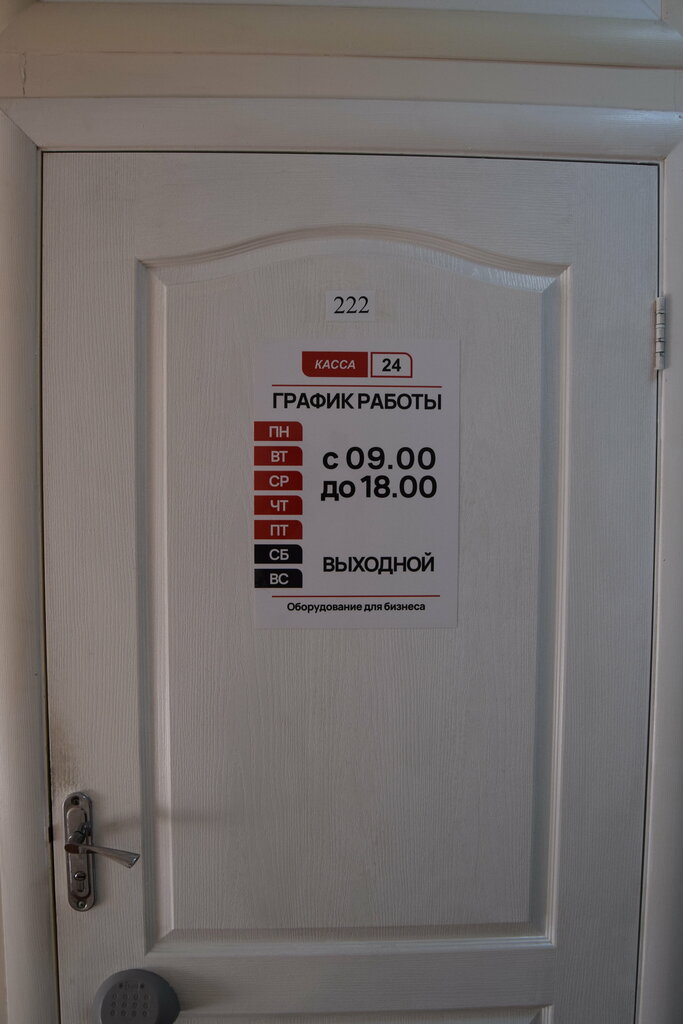 222
КАССА 24
ГРАФИК РАБОТЫ
ПН
ВТ
СР
ЧТ
ПТ
с 09.00
до 18.00
СБ
ВС
ВЫХОДНОЙ
Оборудование для бизнеса